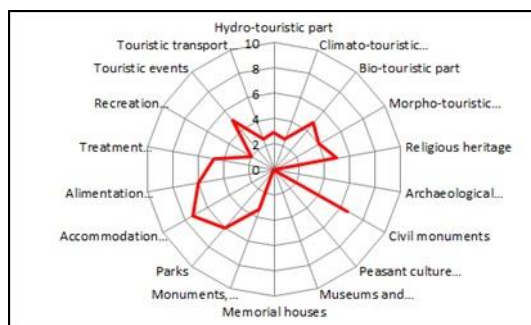 Hydro-touristic part
10
8
6
4
2
0
Climato-touristic...
Bio-touristic part
Morpho-touristic...
Religious heritage
Archaeological...
Civil monuments
Peasant culture...
Museums and...
Memorial houses
Monuments,...
Parks
Accommodation...
Alimentation...
Treatment...
Recreation...
Touristic events
Touristic transport...